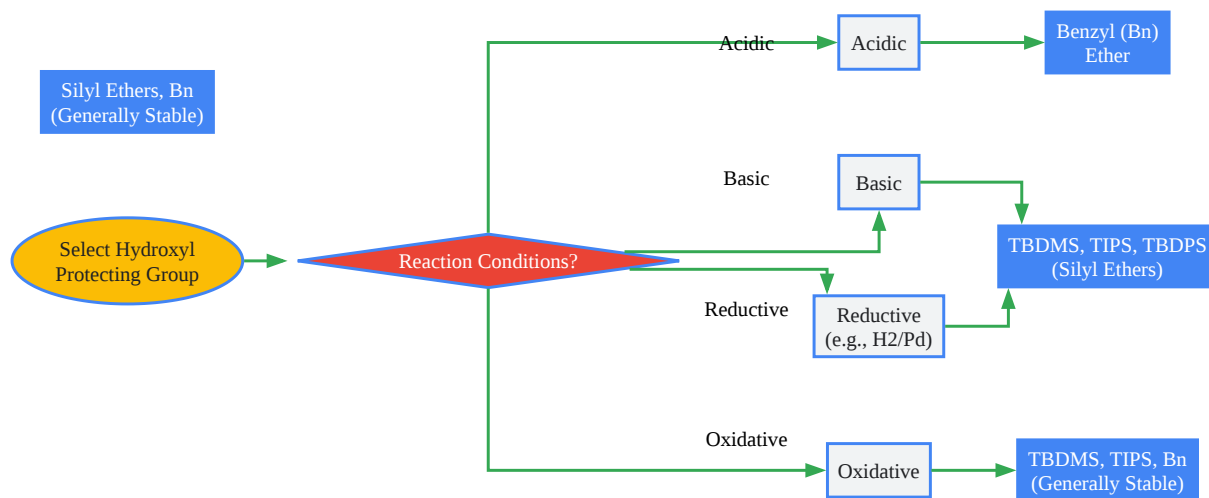 Silyl Ethers, Bn
(Generally Stable)
Select Hydroxyl
Protecting Group
Reaction Conditions?
Acidic
Acidic
Benzyl (Bn)
Ether
Basic
Basic
TBDMS, TIPS, TBDPS
(Silyl Ethers)
Reductive
Reductive
(e.g., H2/Pd)
Oxidative
Oxidative
TBDMS, TIPS, Bn
(Generally Stable)